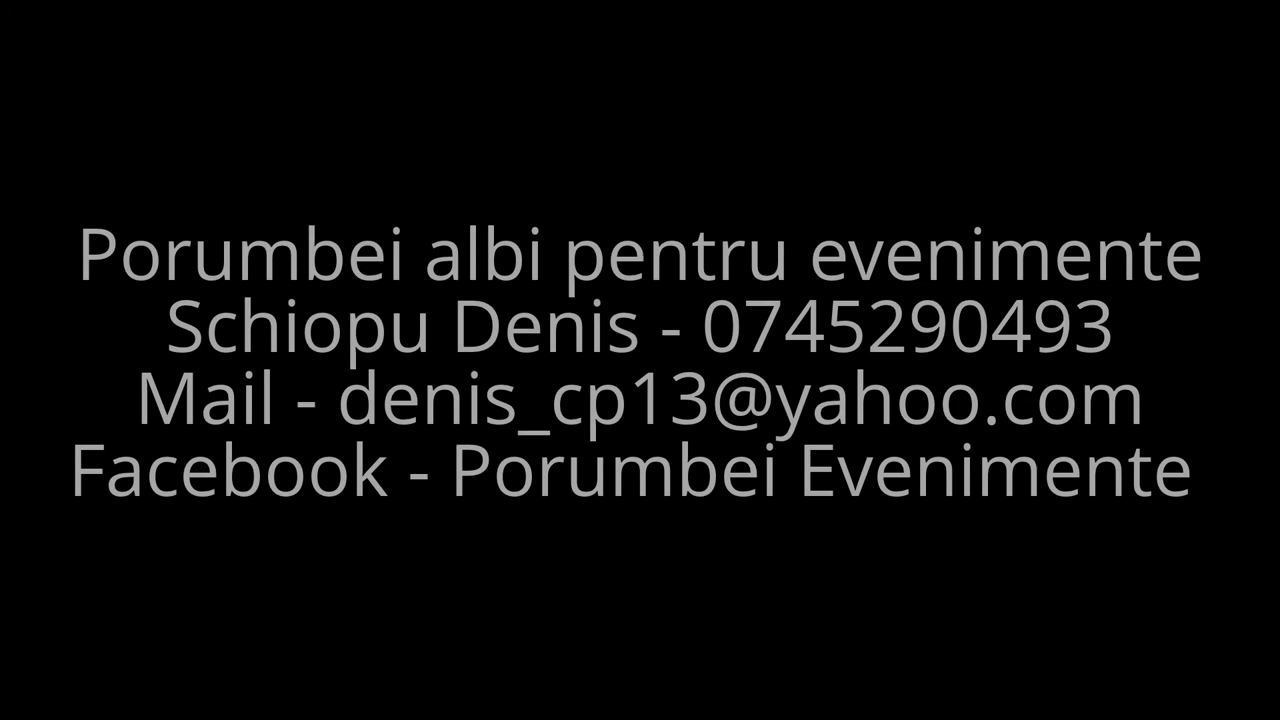 Porumbei albi pentru evenimente
Schiopu Denis - 0745290493
Mail - denis_cp13@yahoo.com
Facebook - Porumbei Evenimente